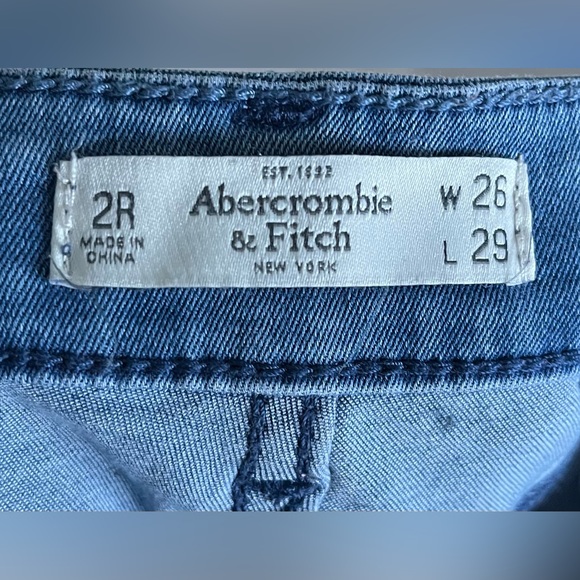 2R
MADE IN
CHINA
EST. 1892
Abercrombie
& Fitch
NEW YORK
W 26
L 29